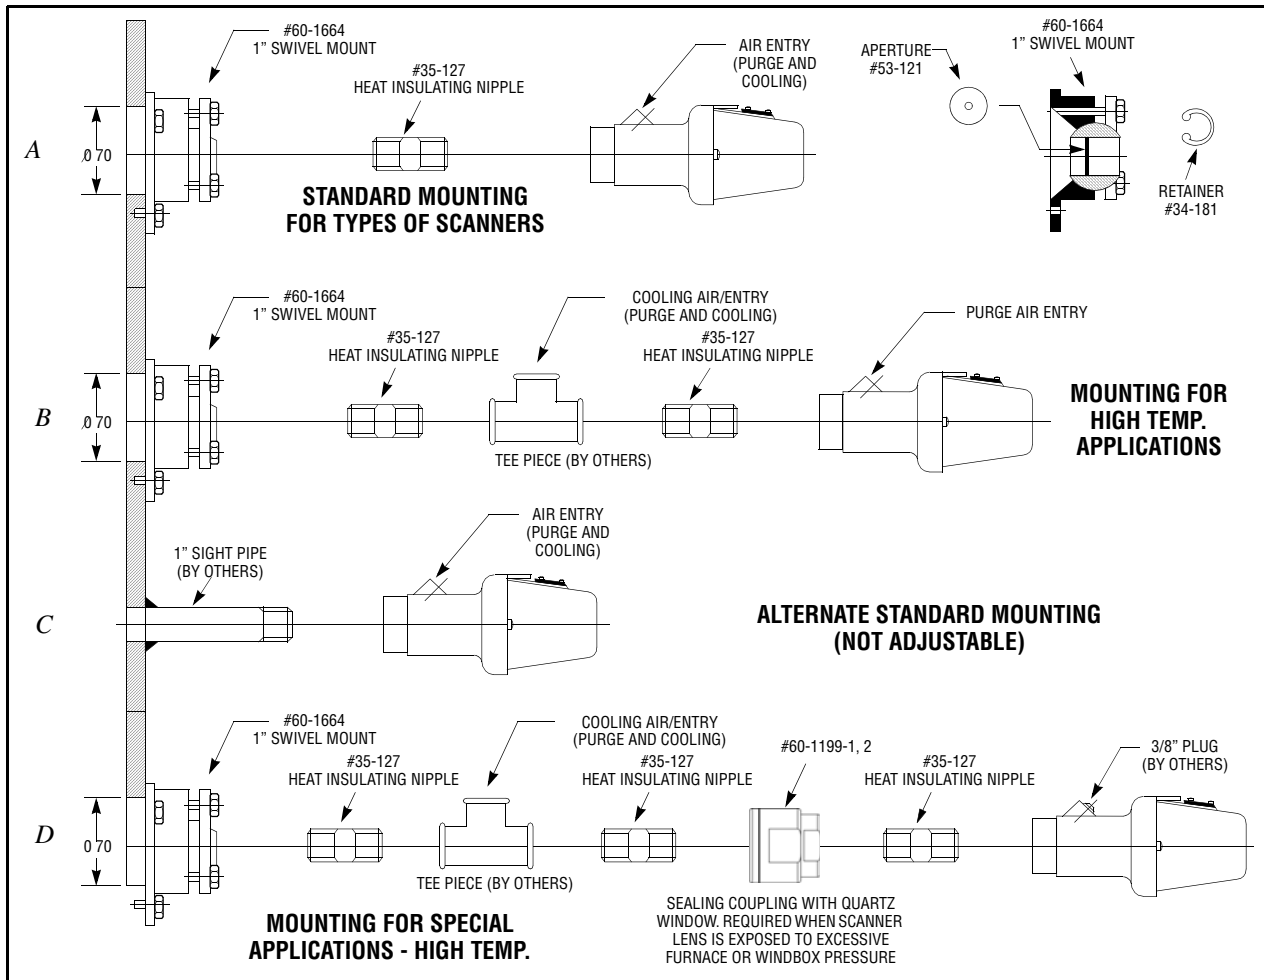 #60-1664
1” SWIVEL MOUNT
#35-127
HEAT INSULATING NIPPLE
AIR ENTRY
(PURGE AND
COOLING)
APERTURE
#53-121
#60-1664
1” SWIVEL MOUNT
RETAINER
#34-181
A
Ø 70
STANDARD MOUNTING
FOR TYPES OF SCANNERS
#60-1664
1” SWIVEL MOUNT
#35-127
HEAT INSULATING NIPPLE
COOLING AIR/ENTRY
(PURGE AND COOLING)
#35-127
HEAT INSULATING NIPPLE
PURGE AIR ENTRY
B
Ø 70
TEE PIECE (BY OTHERS)
MOUNTING FOR
HIGH TEMP.
APPLICATIONS
1” SIGHT PIPE
(BY OTHERS)
AIR ENTRY
(PURGE AND
COOLING)
C
ALTERNATE STANDARD MOUNTING
(NOT ADJUSTABLE)
#60-1664
1” SWIVEL MOUNT
#35-127
HEAT INSULATING NIPPLE
COOLING AIR/ENTRY
(PURGE AND COOLING)
#35-127
HEAT INSULATING NIPPLE
#60-1199-1, 2
#35-127
HEAT INSULATING NIPPLE
3/8” PLUG
(BY OTHERS)
D
Ø 70
TEE PIECE (BY OTHERS)
MOUNTING FOR SPECIAL
APPLICATIONS - HIGH TEMP.
SEALING COUPLING WITH QUARTZ
WINDOW. REQUIRED WHEN SCANNER
LENS IS EXPOSED TO EXCESSIVE
FURNACE OR WINDBOX PRESSURE